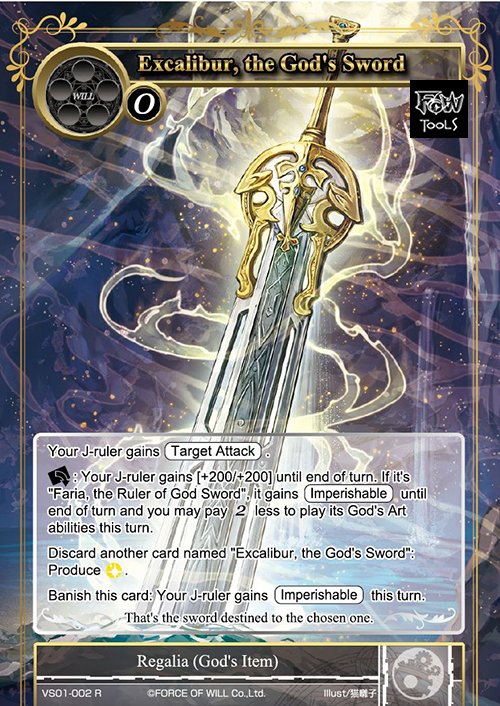 Excalibur, the God's Sword
WILL
0
FoW
TOOLS
Your J-ruler gains Target Attack .
: Your J-ruler gains [+200/+200] until end of turn. If it's
"Faria, the Ruler of God Sword", it gains Imperishable until
end of turn and you may pay 2 less to play its God's Art
abilities this turn.
Discard another card named "Excalibur, the God's Sword":
Produce .
Banish this card: Your J-ruler gains Imperishable this turn.
That's the sword destined to the chosen one.
Regalia (God's Item)
VS01-002 R ©FORCE OF WILL Co.,Ltd. Illust/猫囃子